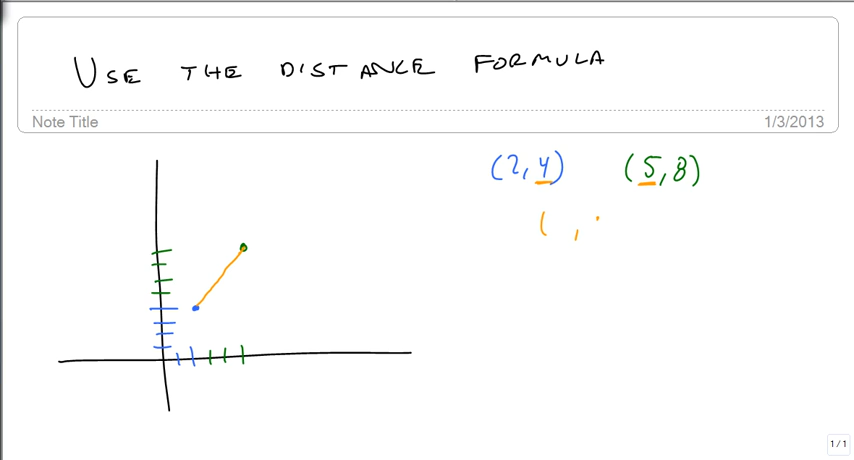 USE THE DISTANCE FORMULA
Note Title
1/3/2013
(2,4) (5,8)
( ,
1/1